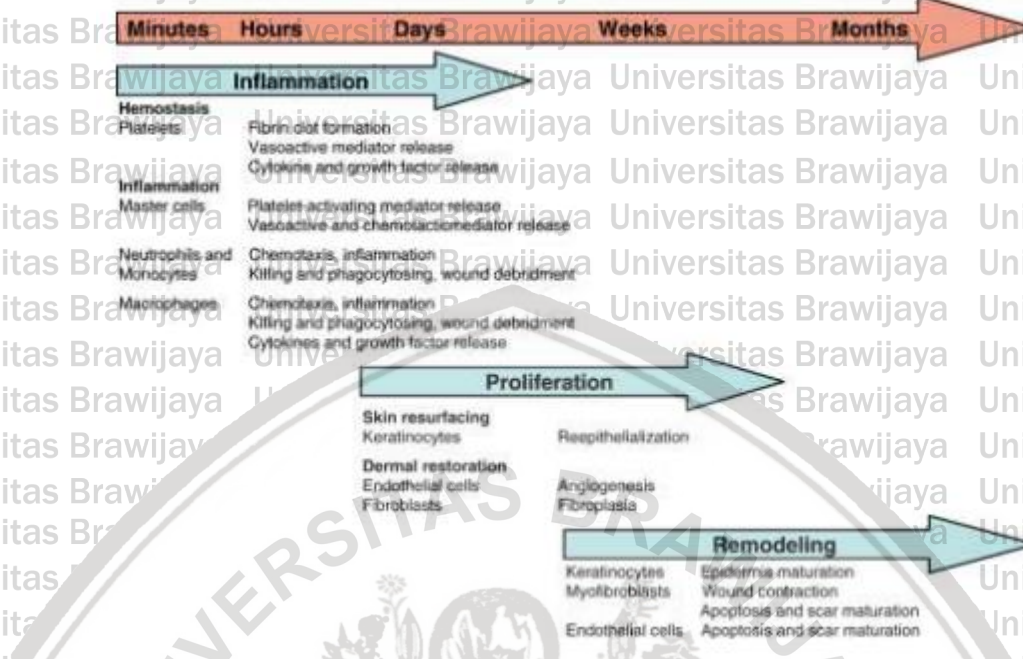 Minutes Hours Days Weeks Months
Inflammation
Hemostasis
Platelets Fibrin clot formation
Vasoactive mediator release
Cytokine and growth factor release
Inflammation
Master cells Platelet-activating mediator release
Vasoactive and chemotacticmediator release
Neutrophils and Chemotaxis, inflammation
Monocytes Killing and phagocytosing, wound debridment
Macrophages Chemotaxis, inflammation
Killing and phagocytosing, wound debridment
Cytokines and growth factor release
Proliferation
Skin resurfacing
Keratinocytes Reepithelialization
Dermal restoration
Endothelial cells Angiogenesis
Fibroblasts Fibroplasia
Remodeling
Keratinocytes Epidermis maturation
Myofibroblasts Wound contraction
Apoptosis and scar maturation
Endothelial cells Apoptosis and scar maturation
Universitas Brawijaya